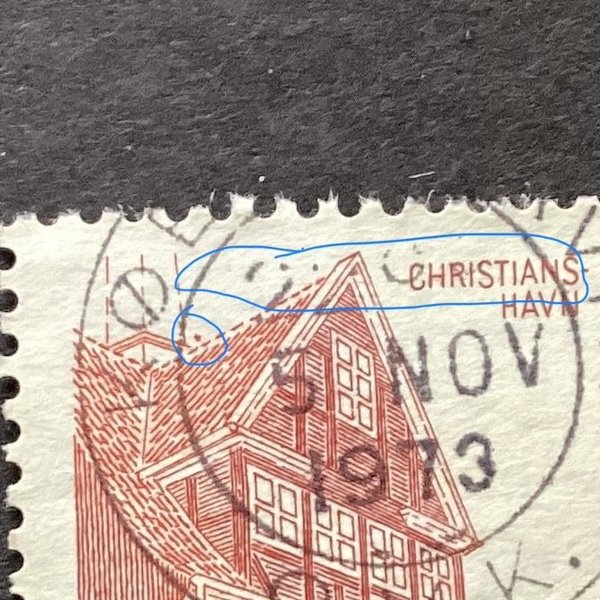 CHRISTIANS
HAVN
5 NOV
1973
K.